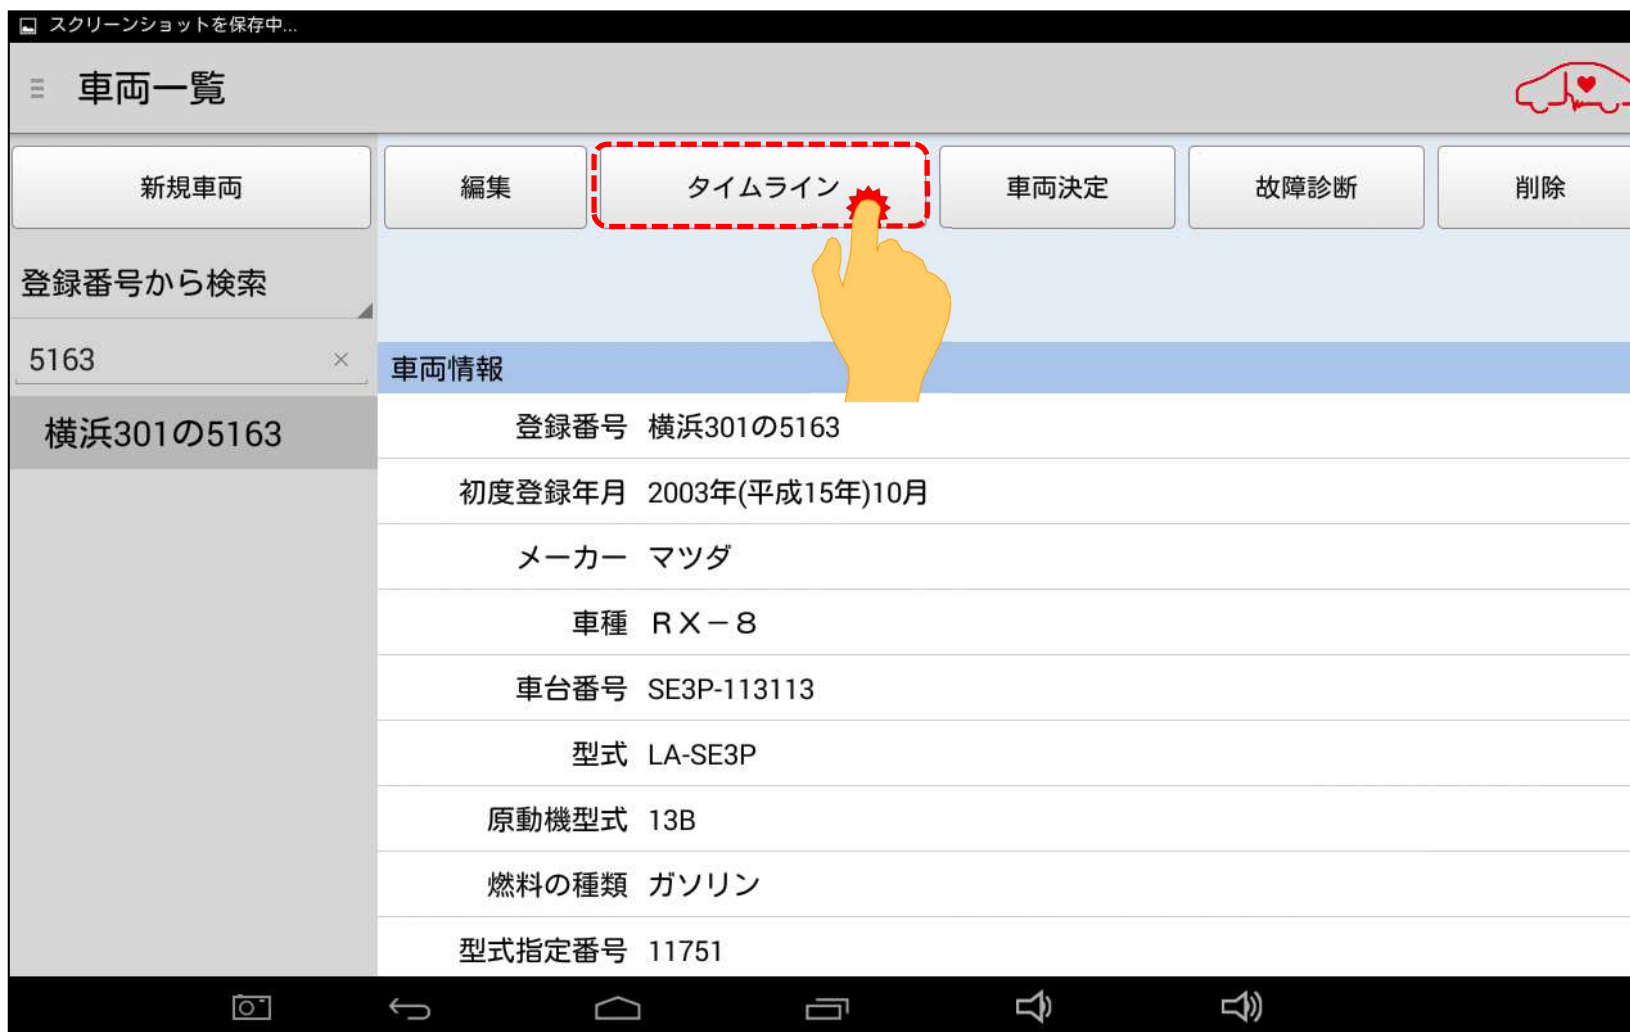 スクリーンショットを保存中...
車両一覧
新規車両
編集
タイムライン
車両決定
故障診断
削除
登録番号から検索
5163
横浜301の5163
車両情報
登録番号 横浜301の5163
初度登録年月 2003年(平成15年)10月
メーカー マツダ
車種 ＲＸ－８
車台番号 SE3P-113113
型式 LA-SE3P
原動機型式 13B
燃料の種類 ガソリン
型式指定番号 11751